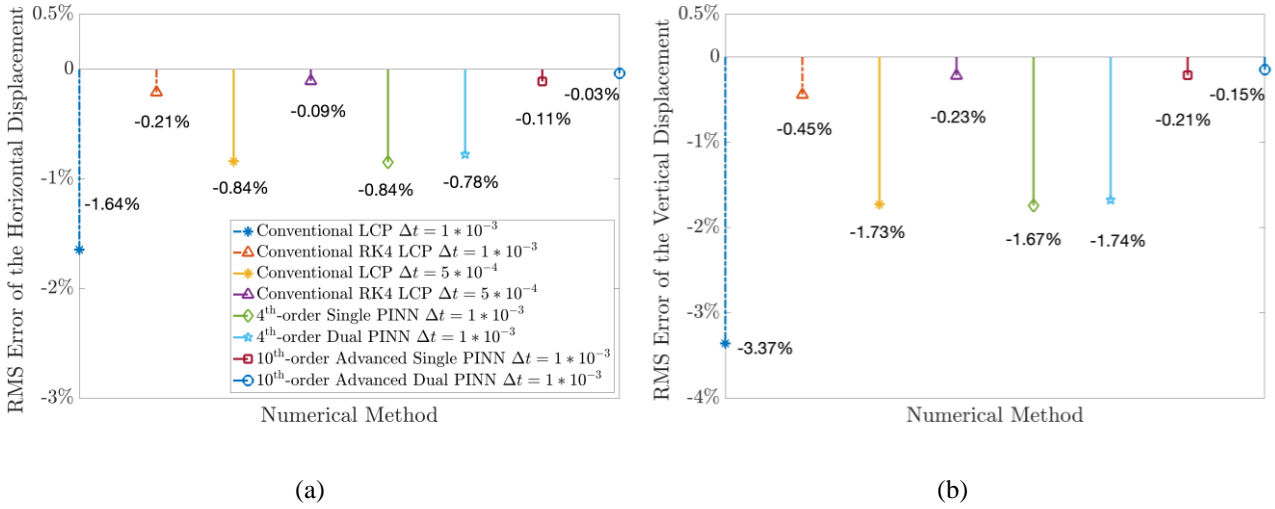 0.5%
0
-1%
-2%
-3%
RMS Error of the Horizontal Displacement
-1.64%
-0.21%
-0.84%
-0.09%
-0.84%
-0.78%
-0.11%
-0.03%
Conventional LCP Δt = 1 * 10⁻³
Conventional RK4 LCP Δt = 1 * 10⁻³
Conventional LCP Δt = 5 * 10⁻⁴
Conventional RK4 LCP Δt = 5 * 10⁻⁴
4ᵗʰ-order Single PINN Δt = 1 * 10⁻³
4ᵗʰ-order Dual PINN Δt = 1 * 10⁻³
10ᵗʰ-order Advanced Single PINN Δt = 1 * 10⁻³
10ᵗʰ-order Advanced Dual PINN Δt = 1 * 10⁻³
Numerical Method
(a)
0.5%
0
-1%
-2%
-3%
-4%
RMS Error of the Vertical Displacement
-3.37%
-0.45%
-1.73%
-0.23%
-1.67%
-1.74%
-0.21%
-0.15%
Numerical Method
(b)